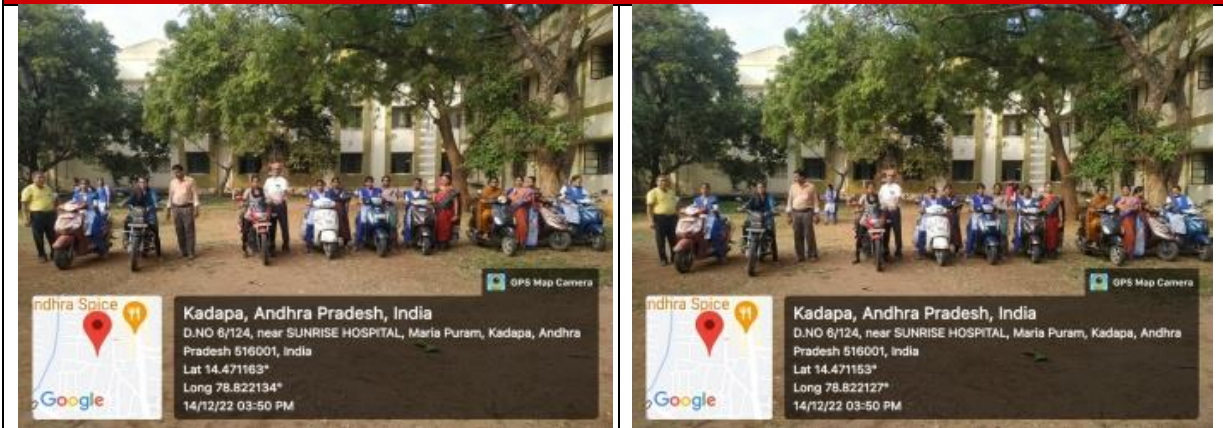 GPS Map Camera
ndhra Spice
Google
Kadapa, Andhra Pradesh, India
D.NO 6/124, near SUNRISE HOSPITAL, Maria Puram, Kadapa, Andhra
Pradesh 516001, India
Lat 14.471163°
Long 78.822134°
14/12/22 03:50 PM
GPS Map Camera
ndhra Spice
Google
Kadapa, Andhra Pradesh, India
D.NO 6/124, near SUNRISE HOSPITAL, Maria Puram, Kadapa, Andhra
Pradesh 516001, India
Lat 14.471153°
Long 78.822127°
14/12/22 03:50 PM